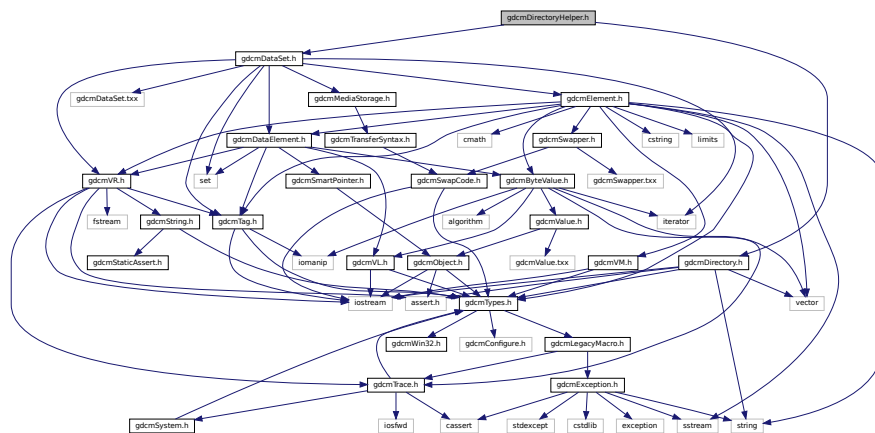 gdcmDirectoryHelper.h
gdcmDataSet.h
gdcmDataSet.txx
gdcmMediaStorage.h
gdcmElement.h
gdcmDataElement.h
gdcmTransferSyntax.h
cmath
gdcmSwapper.h
cstring
limits
gdcmVR.h
set
gdcmSmartPointer.h
gdcmSwapCode.h
gdcmByteValue.h
gdcmSwapper.txx
fstream
gdcmString.h
gdcmTag.h
algorithm
gdcmValue.h
iterator
gdcmStaticAssert.h
iomanip
gdcmVL.h
gdcmObject.h
gdcmValue.txx
gdcmVM.h
gdcmDirectory.h
iostream
assert.h
gdcmTypes.h
vector
gdcmWin32.h
gdcmConfigure.h
gdcmLegacyMacro.h
gdcmTrace.h
gdcmException.h
gdcmSystem.h
iosfwd
cassert
stdexcept
cstdlib
exception
sstream
string